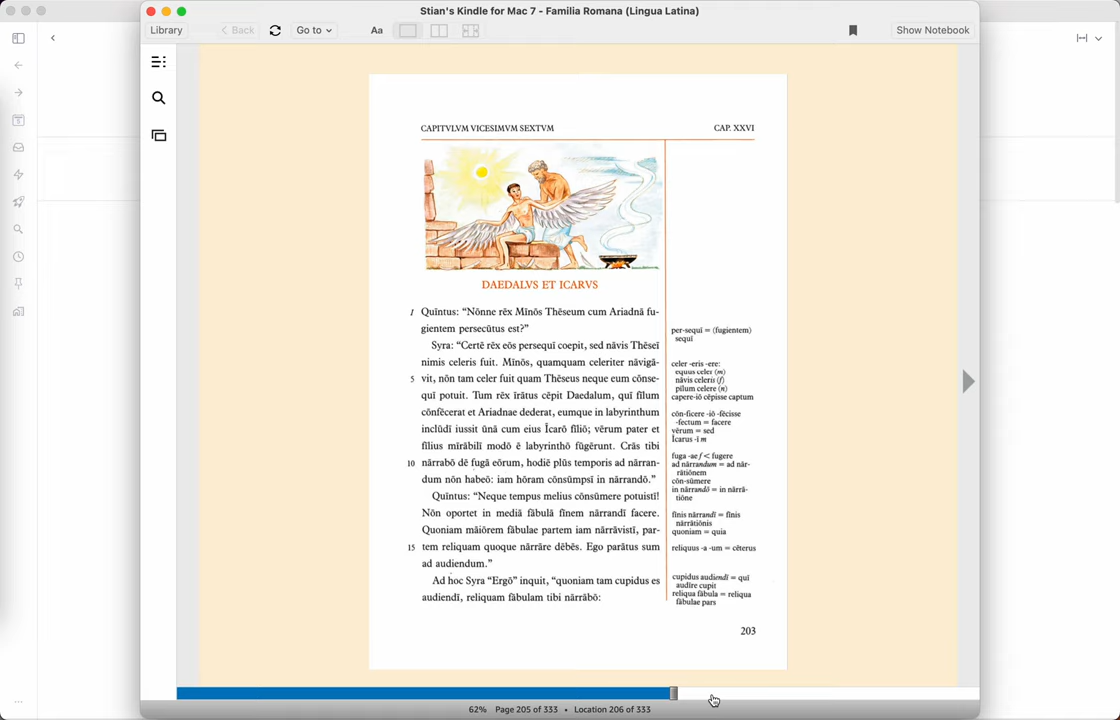 Stian's Kindle for Mac 7 - Familia Romana (Lingua Latina)
Library
Back
Go to
Aa
Show Notebook
CAPITVLVM VICESIMVM SEXTVM
CAP. XXVI
DAEDALVS ET ICARVS
1 Quīntus: “Nōnne rēx Mīnōs Thēseum cum Ariadnā fu-
gientem persecūtus est?”
Syra: “Certē rēx eōs persequī coepit, sed nāvis Thēseī
nimis celeris fuit. Mīnōs, quamquam celeriter nāvigā-
5 vit, nōn tam celer fuit quam Thēseus neque eum cōnse-
quī potuit. Tum rēx īrātus cēpit Daedalum, quī fīlum
cōnfēcerat et Ariadnae dederat, eumque in labyrinthum
inclūdī iussit ūnā cum eius Īcarō fīliō; vērum pater et
fīlius mīrābilī modō ē labyrinthō fūgērunt. Crās tibi
10 nārrābō dē fugā eōrum, hodiē plūs temporis ad nārran-
dum nōn habeō: iam hōram cōnsūmpsī in nārrandō.”
Quīntus: “Neque tempus melius cōnsūmere potuistī!
Nōn oportet in mediā fābulā fīnem nārrandī facere.
Quoniam māiōrem fābulae partem iam nārrāvistī, par-
15 tem reliquam quoque nārrāre dēbēs. Ego parātus sum
ad audiendum.”
Ad hoc Syra “Ergō” inquit, “quoniam tam cupidus es
audiendī, reliquam fābulam tibi nārrābō:
per-sequī = (fugientem)
sequī
celer -eris -ere:
equus celer (m)
nāvis celeris (f)
pīlum celere (n)
capere-iō cēpisse captum
cōn-ficere -iō -fēcisse
-fectum = facere
vērum = sed
Īcarus -ī m
fuga -ae f < fugere
ad nārrandum = ad nār-
rātiōnem
cōn-sūmere
in nārrandō = in nārrā-
tiōne
fīnis nārrandī = fīnis
nārrātiōnis
quoniam = quia
reliquus -a -um = cēterus
cupidus audiendī = quī
audīre cupit
reliqua fābula = reliqua
fābulae pars
203
62% Page 205 of 333 • Location 206 of 333